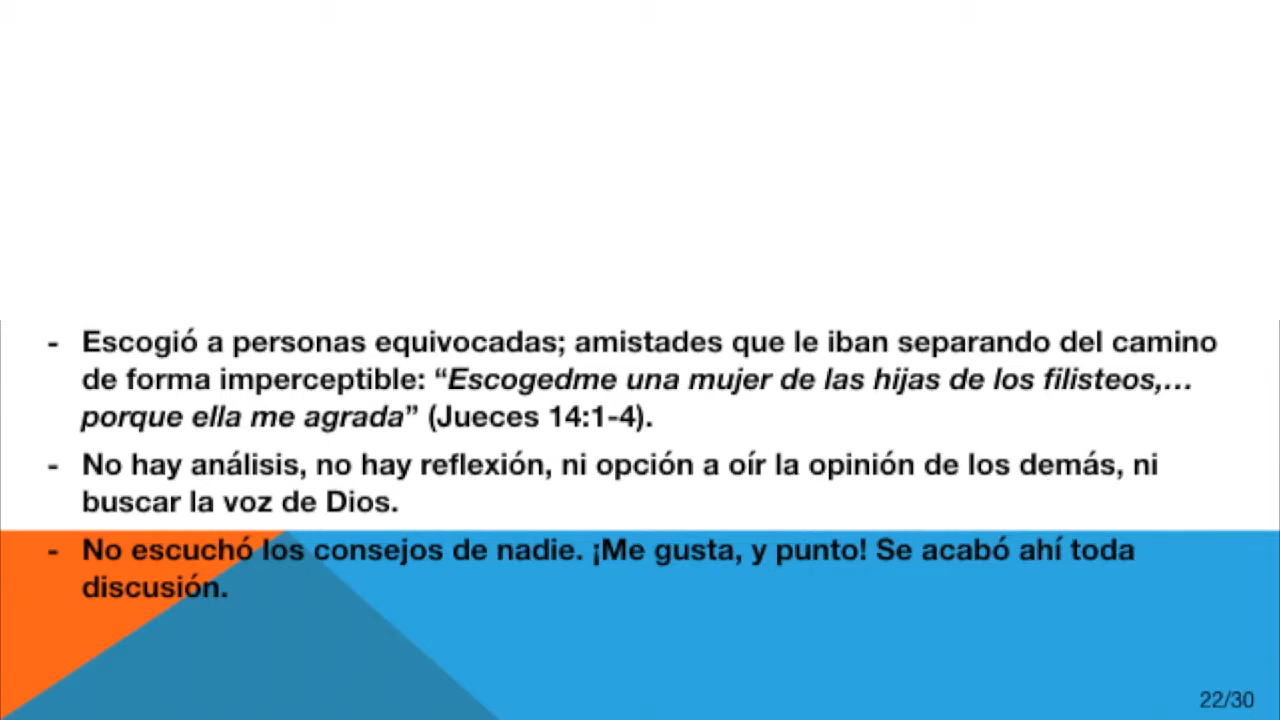 - Escogió a personas equivocadas; amistades que le iban separando del camino
de forma imperceptible: “Escogedme una mujer de las hijas de los filisteos,…
porque ella me agrada” (Jueces 14:1-4).
- No hay análisis, no hay reflexión, ni opción a oír la opinión de los demás, ni
buscar la voz de Dios.
- No escuchó los consejos de nadie. ¡Me gusta, y punto! Se acabó ahí toda
discusión.
22/30